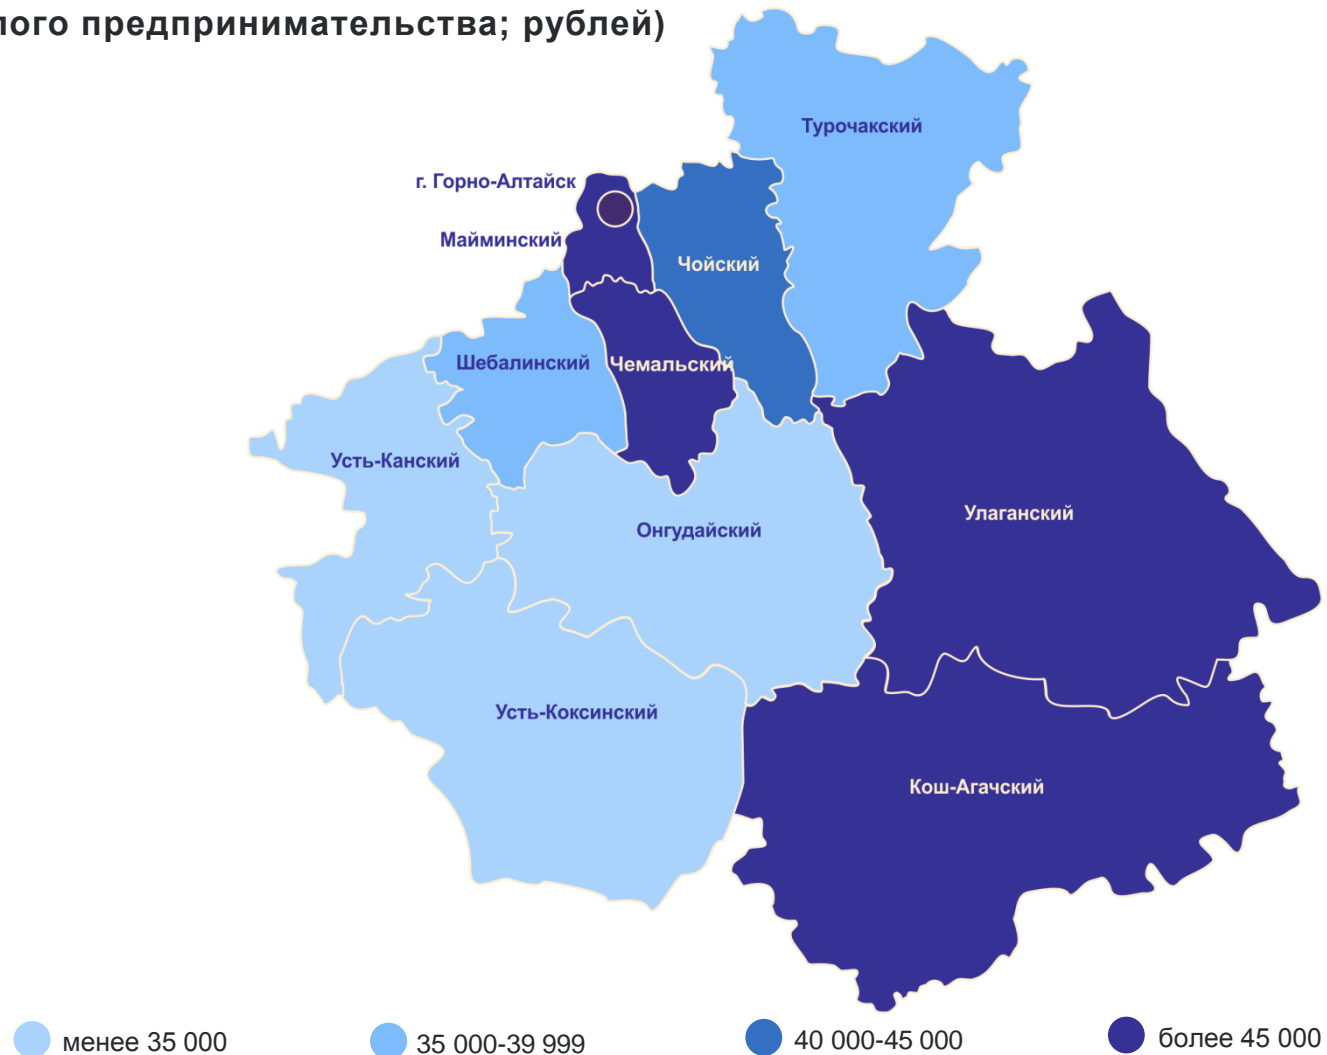 лого предпринимательства; рублей)
Турочакский
г. Горно-Алтайск
Майминский
Чойский
Шебалинский
Чемальский
Усть-Канский
Улаганский
Онгудайский
Усть-Коксинский
Кош-Агачский
менее 35 000
35 000-39 999
40 000-45 000
более 45 000